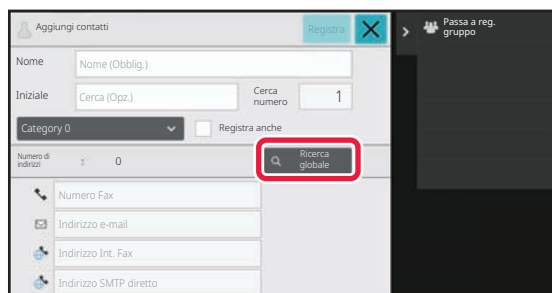 Aggiungi contatti
Registra
Passa a reg.
gruppo
Nome
Nome (Obblig.)
Iniziale
Cerca (Opz.)
Cerca
numero
1
Category 0
Registra anche
Numero di
indirizzi
:
0
Ricerca
globale
Numero Fax
Indirizzo e-mail
Indirizzo Int. Fax
Indirizzo SMTP diretto